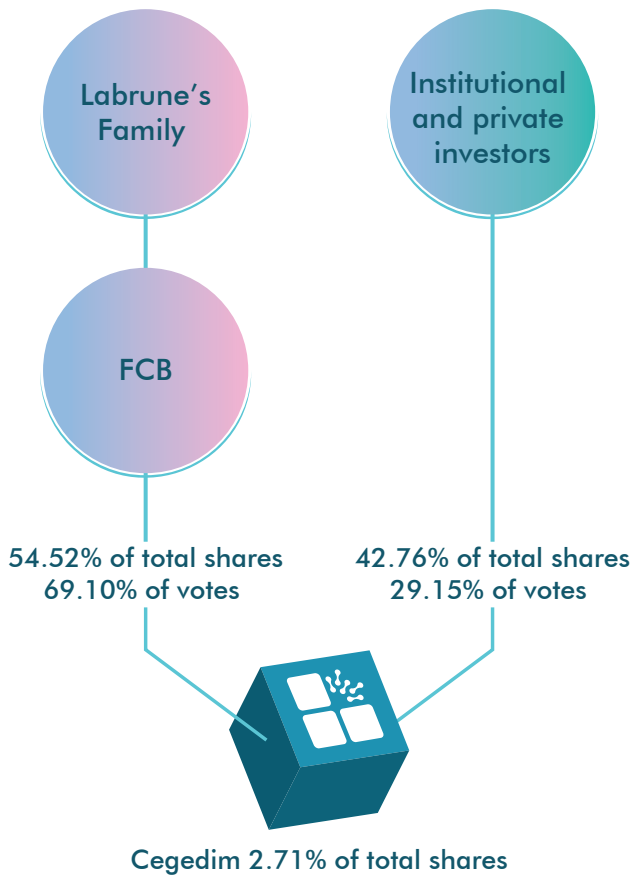 Labrune’s
Family
Institutional
and private
investors
FCB
54.52% of total shares
69.10% of votes
42.76% of total shares
29.15% of votes
Cegedim 2.71% of total shares